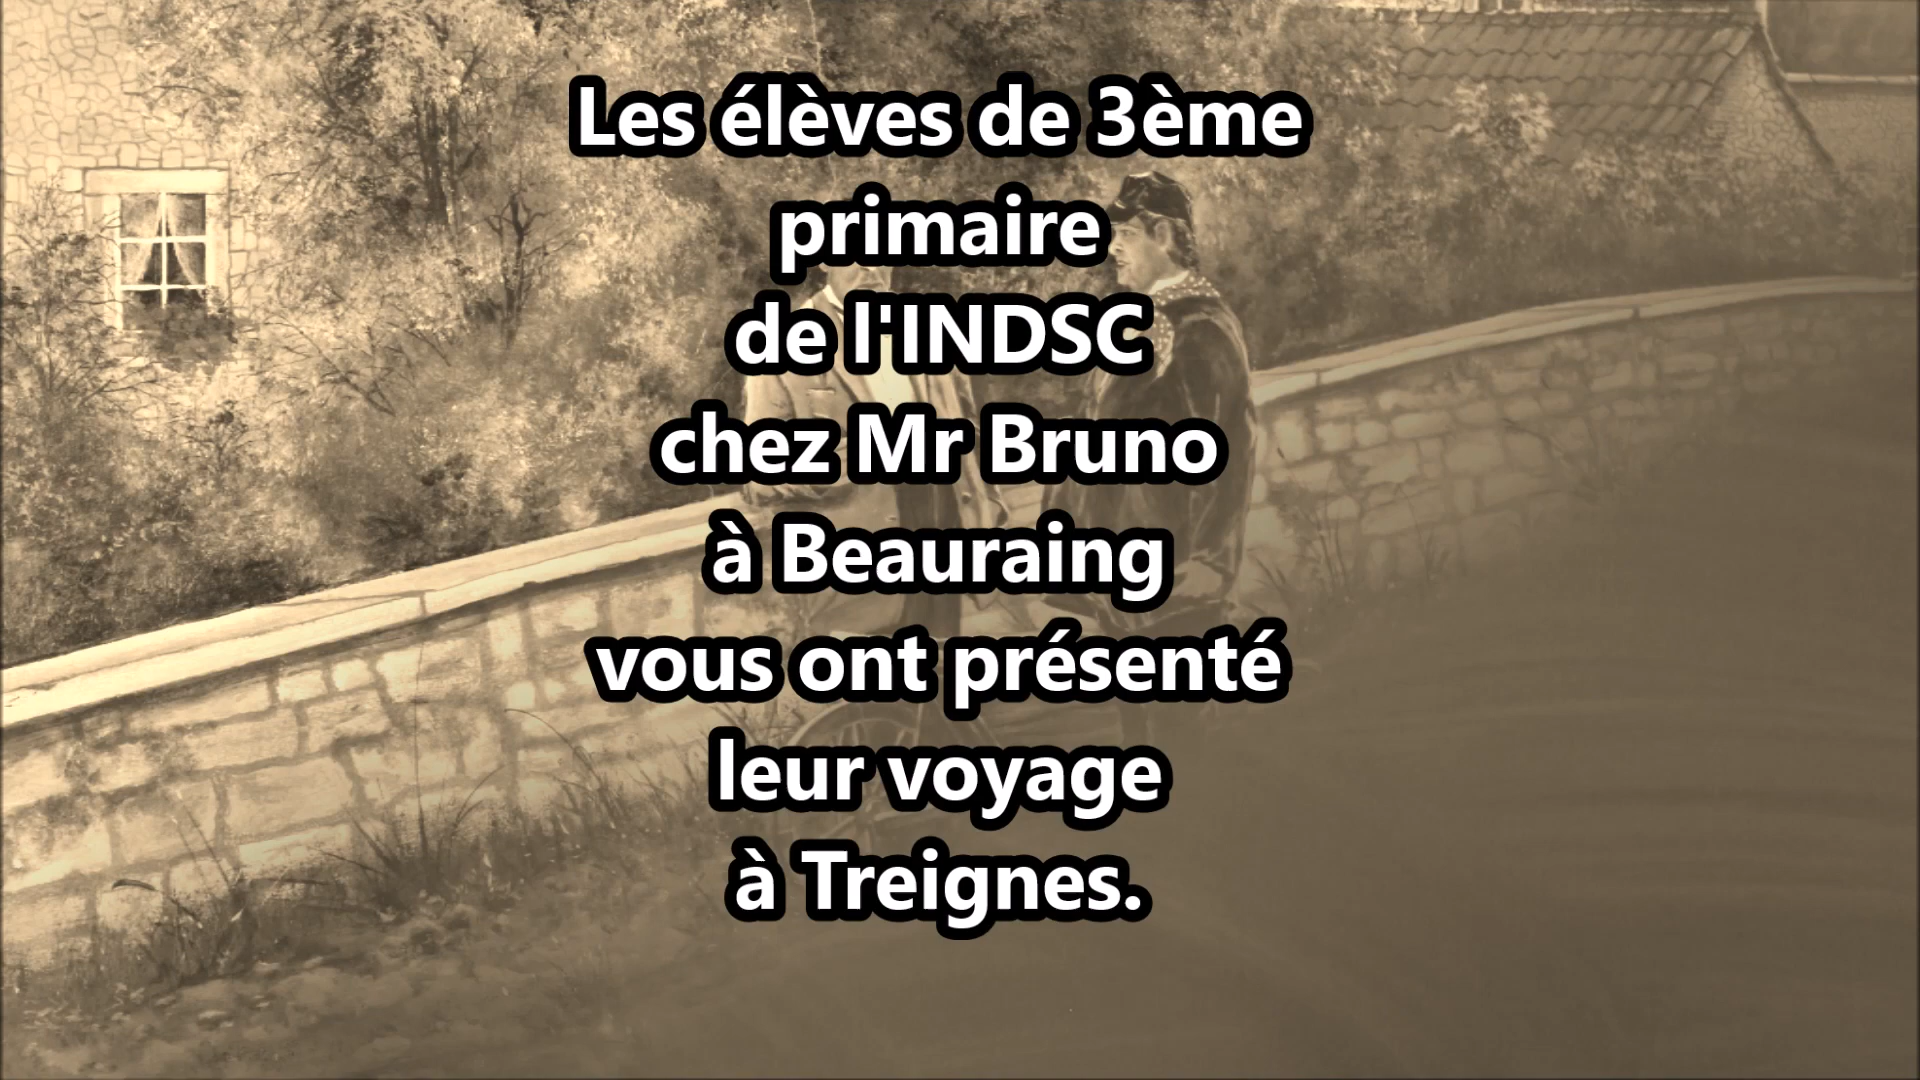 Les élèves de 3ème
primaire
de l'INDSC
chez Mr Bruno
à Beauraing
vous ont présenté
leur voyage
à Treignes.